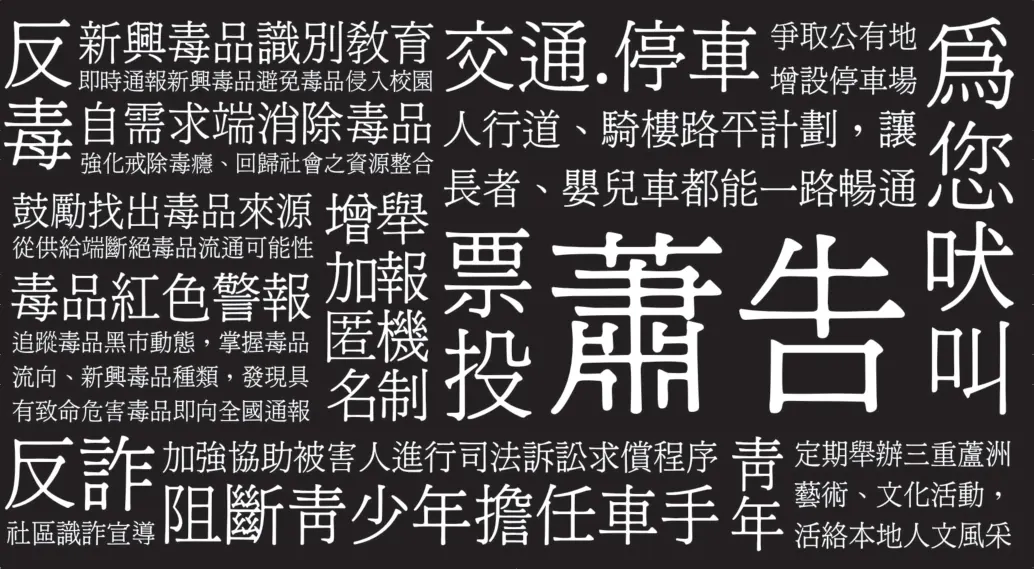 反毒
新興毒品識別教育
即時通報新興毒品避免毒品侵入校園
自需求端消除毒品
強化戒除毒癮、回歸社會之資源整合
鼓勵找出毒品來源
從供給端斷絕毒品流通可能性
毒品紅色警報
追蹤毒品黑市動態，掌握毒品
流向、新興毒品種類，發現具
有致命危害毒品即向全國通報
增加匿名
舉報機制
交通.停車
爭取公有地
增設停車場
人行道、騎樓路平計劃，讓
長者、嬰兒車都能一路暢通
票投
蕭告
爲您吠叫
反詐
社區識詐宣導
加強協助被害人進行司法訴訟求償程序
阻斷靑少年擔任車手
靑年
定期舉辦三重蘆洲
藝術、文化活動，
活絡本地人文風采